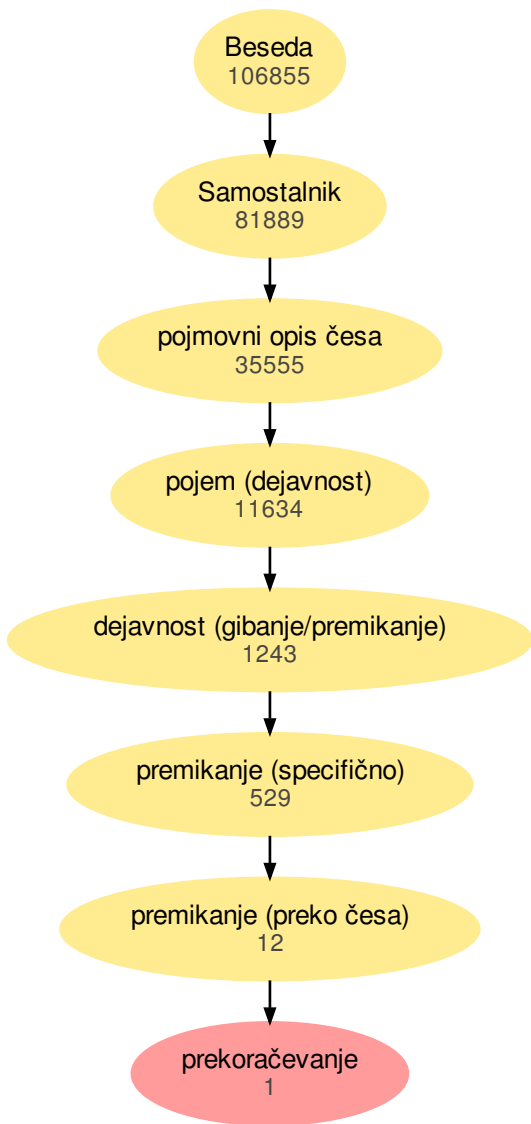 Beseda
106855
Samostalnik
81889
pojmovni opis česa
35555
pojem (dejavnost)
11634
dejavnost (gibanje/premikanje)
1243
premikanje (specifično)
529
premikanje (preko česa)
12
prekoračevanje
1